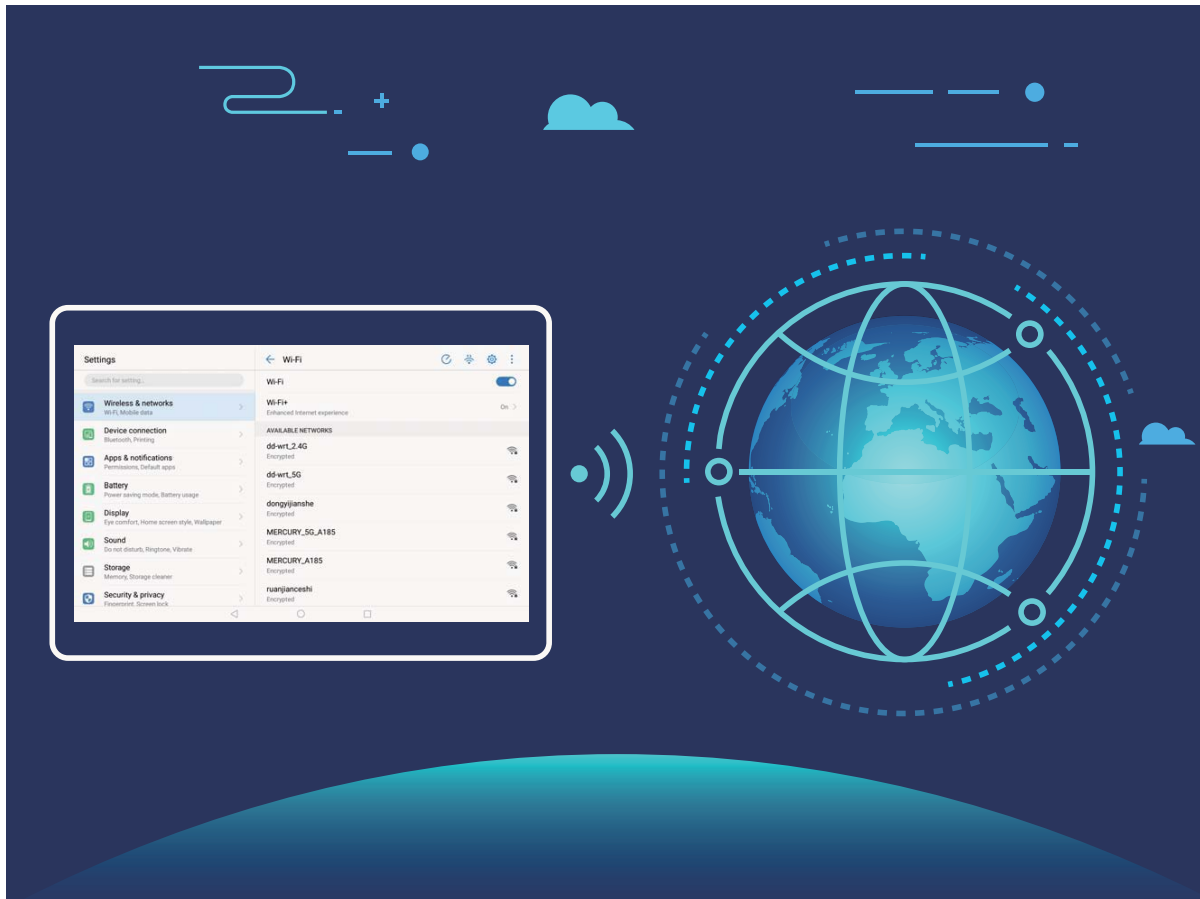 Settings
Search for setting...
Wireless & networks
Wi-Fi, Mobile data
Device connection
Bluetooth, Printing
Apps & notifications
Permissions, Default apps
Battery
Power saving mode, Battery usage
Display
Eye comfort, Home screen style, Wallpaper
Sound
Do not disturb, Ringtone, Vibrate
Storage
Memory, Storage cleaner
Security & privacy
Fingerprint, Screen lock
Wi-Fi
Wi-Fi
Wi-Fi+
Enhanced Internet experience
On
AVAILABLE NETWORKS
dd-wrt_2.4G
Encrypted
dd-wrt_5G
Encrypted
dongyijianshe
Encrypted
MERCURY_5G_A185
Encrypted
MERCURY_A185
Encrypted
ruanjianceshi
Encrypted